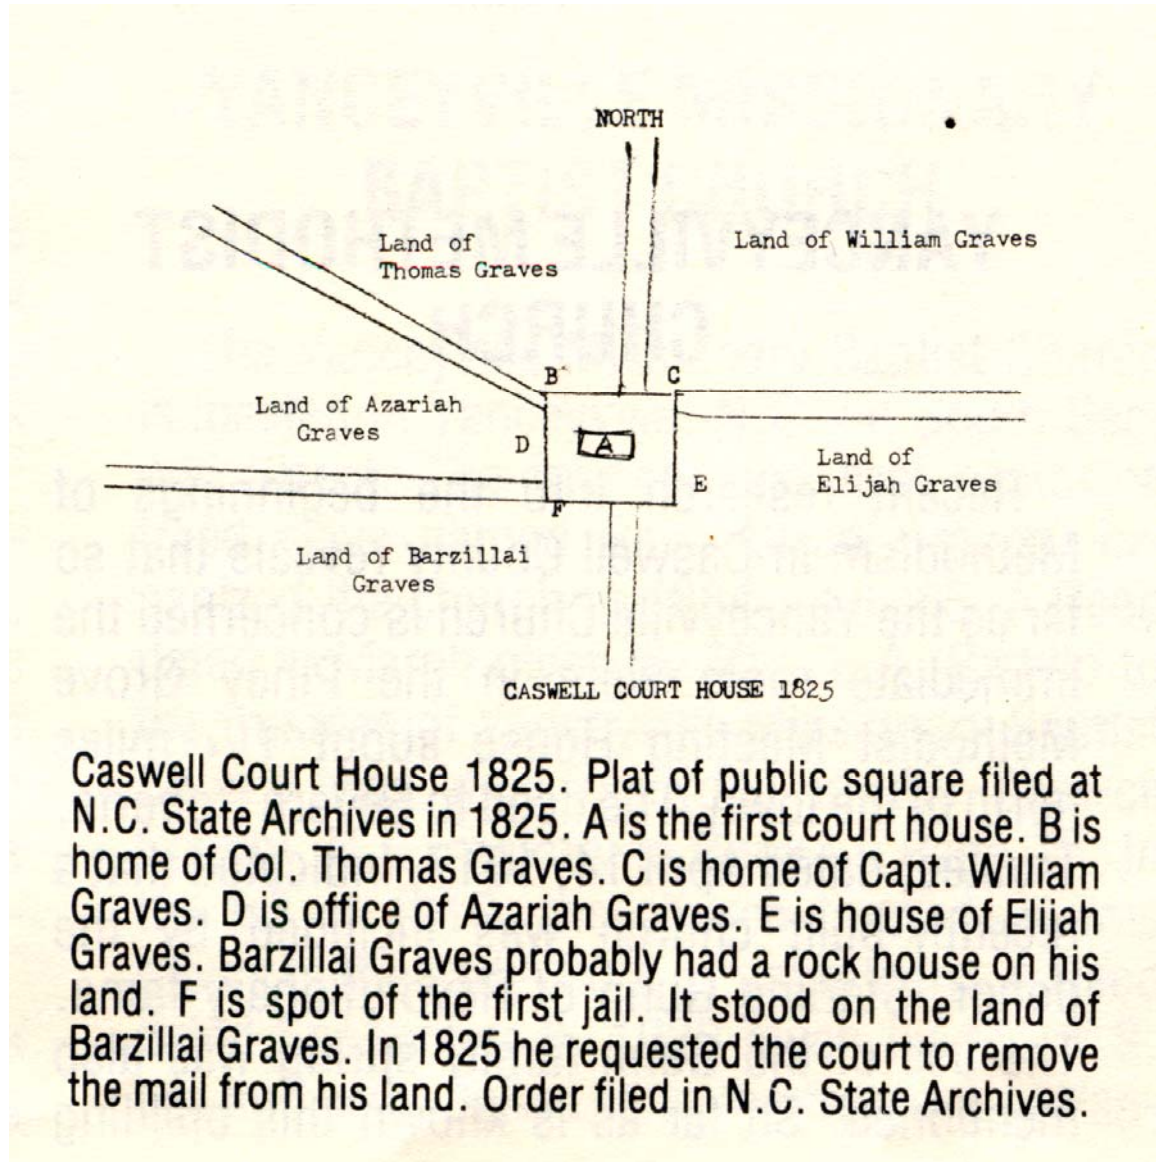 NORTH
Land of
Thomas Graves
Land of William Graves
B
C
Land of Azariah
Graves
D
A
Land of
Elijah Graves
E
F
Land of Barzillai
Graves
CASWELL COURT HOUSE 1825
Caswell Court House 1825. Plat of public square filed at
N.C. State Archives in 1825. A is the first court house. B is
home of Col. Thomas Graves. C is home of Capt. William
Graves. D is office of Azariah Graves. E is house of Elijah
Graves. Barzillai Graves probably had a rock house on his
land. F is spot of the first jail. It stood on the land of
Barzillai Graves. In 1825 he requested the court to remove
the mail from his land. Order filed in N.C. State Archives.